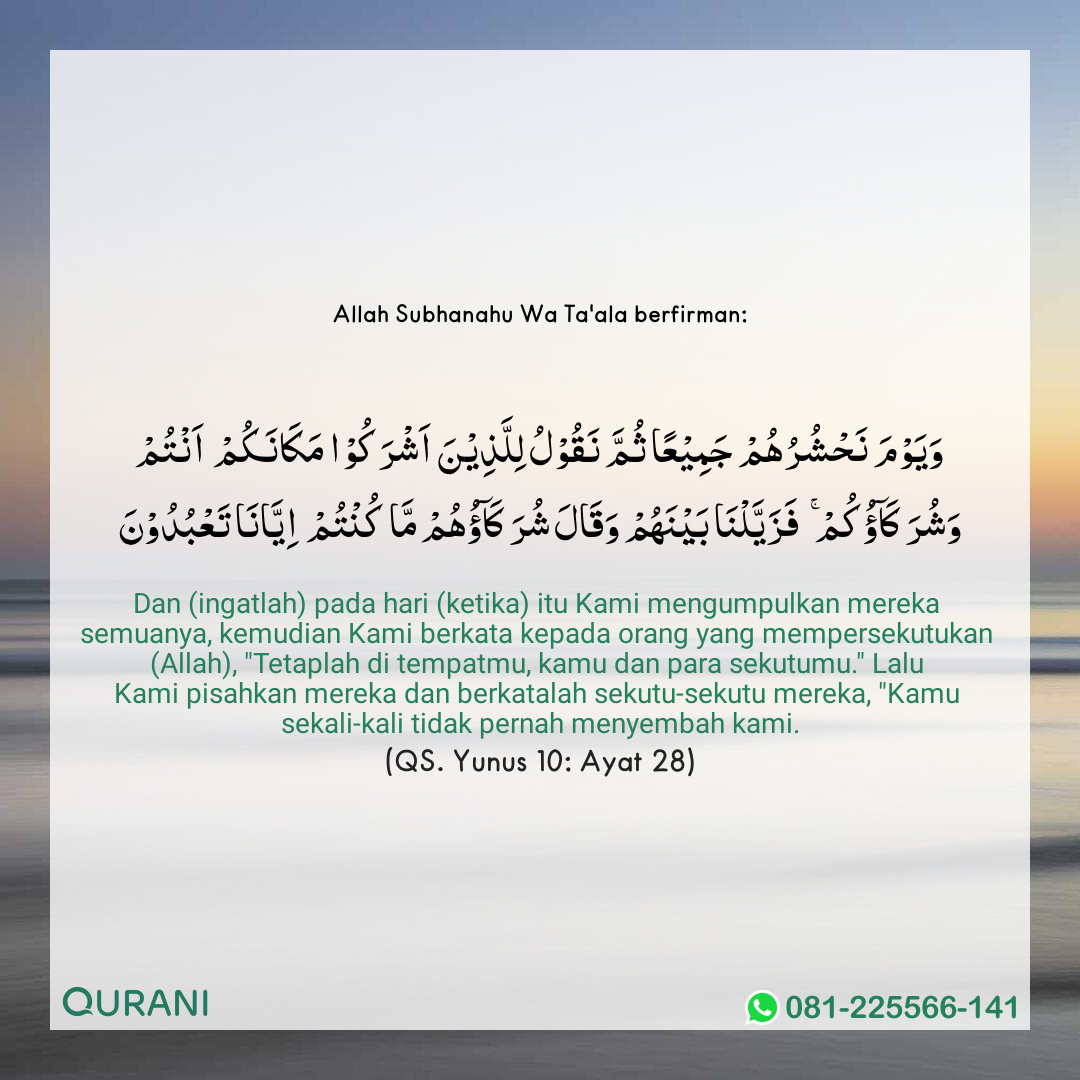 Allah Subhanahu Wa Ta'ala berfirman:
وَيَوْمَ نَحْشُرُهُمْ جَمِيْعًا ثُمَّ نَقُوْلُ لِلَّذِيْنَ اَشْرَكُوْا مَكَانَكُمْ اَنْتُمْ
وَشُرَكَآؤُكُمْ ۚ فَزَيَّلْنَا بَيْنَهُمْ وَقَالَ شُرَكَآؤُهُمْ مَّا كُنْتُمْ اِيَّانَا تَعْبُدُوْنَ
Dan (ingatlah) pada hari (ketika) itu Kami mengumpulkan mereka
semuanya, kemudian Kami berkata kepada orang yang mempersekutukan
(Allah), "Tetaplah di tempatmu, kamu dan para sekutumu." Lalu
Kami pisahkan mereka dan berkatalah sekutu-sekutu mereka, "Kamu
sekali-kali tidak pernah menyembah kami.
(QS. Yunus 10: Ayat 28)
QURANI
081-225566-141